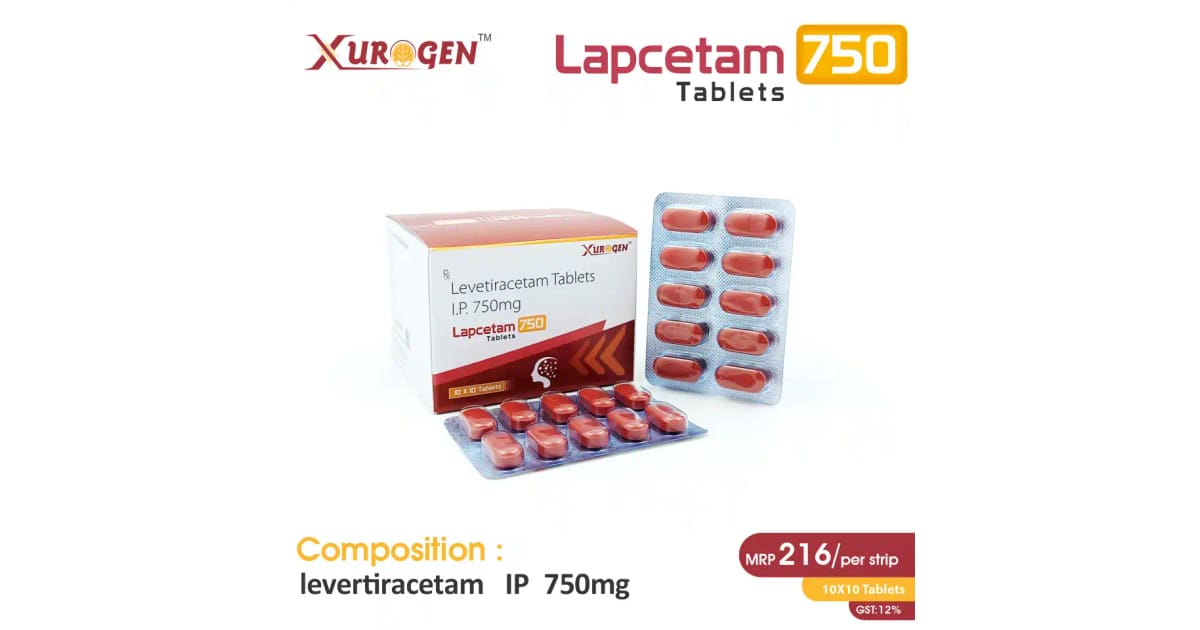 XUROGEN™
Lapcetam 750
Tablets
XUROGEN™
Rx
Levetiracetam Tablets
I.P. 750mg
Lapcetam 750
Tablets
10 X 10 Tablets
Composition :
levertiracetam IP 750mg
MRP 216/per strip
10X10 Tablets
GST:12%